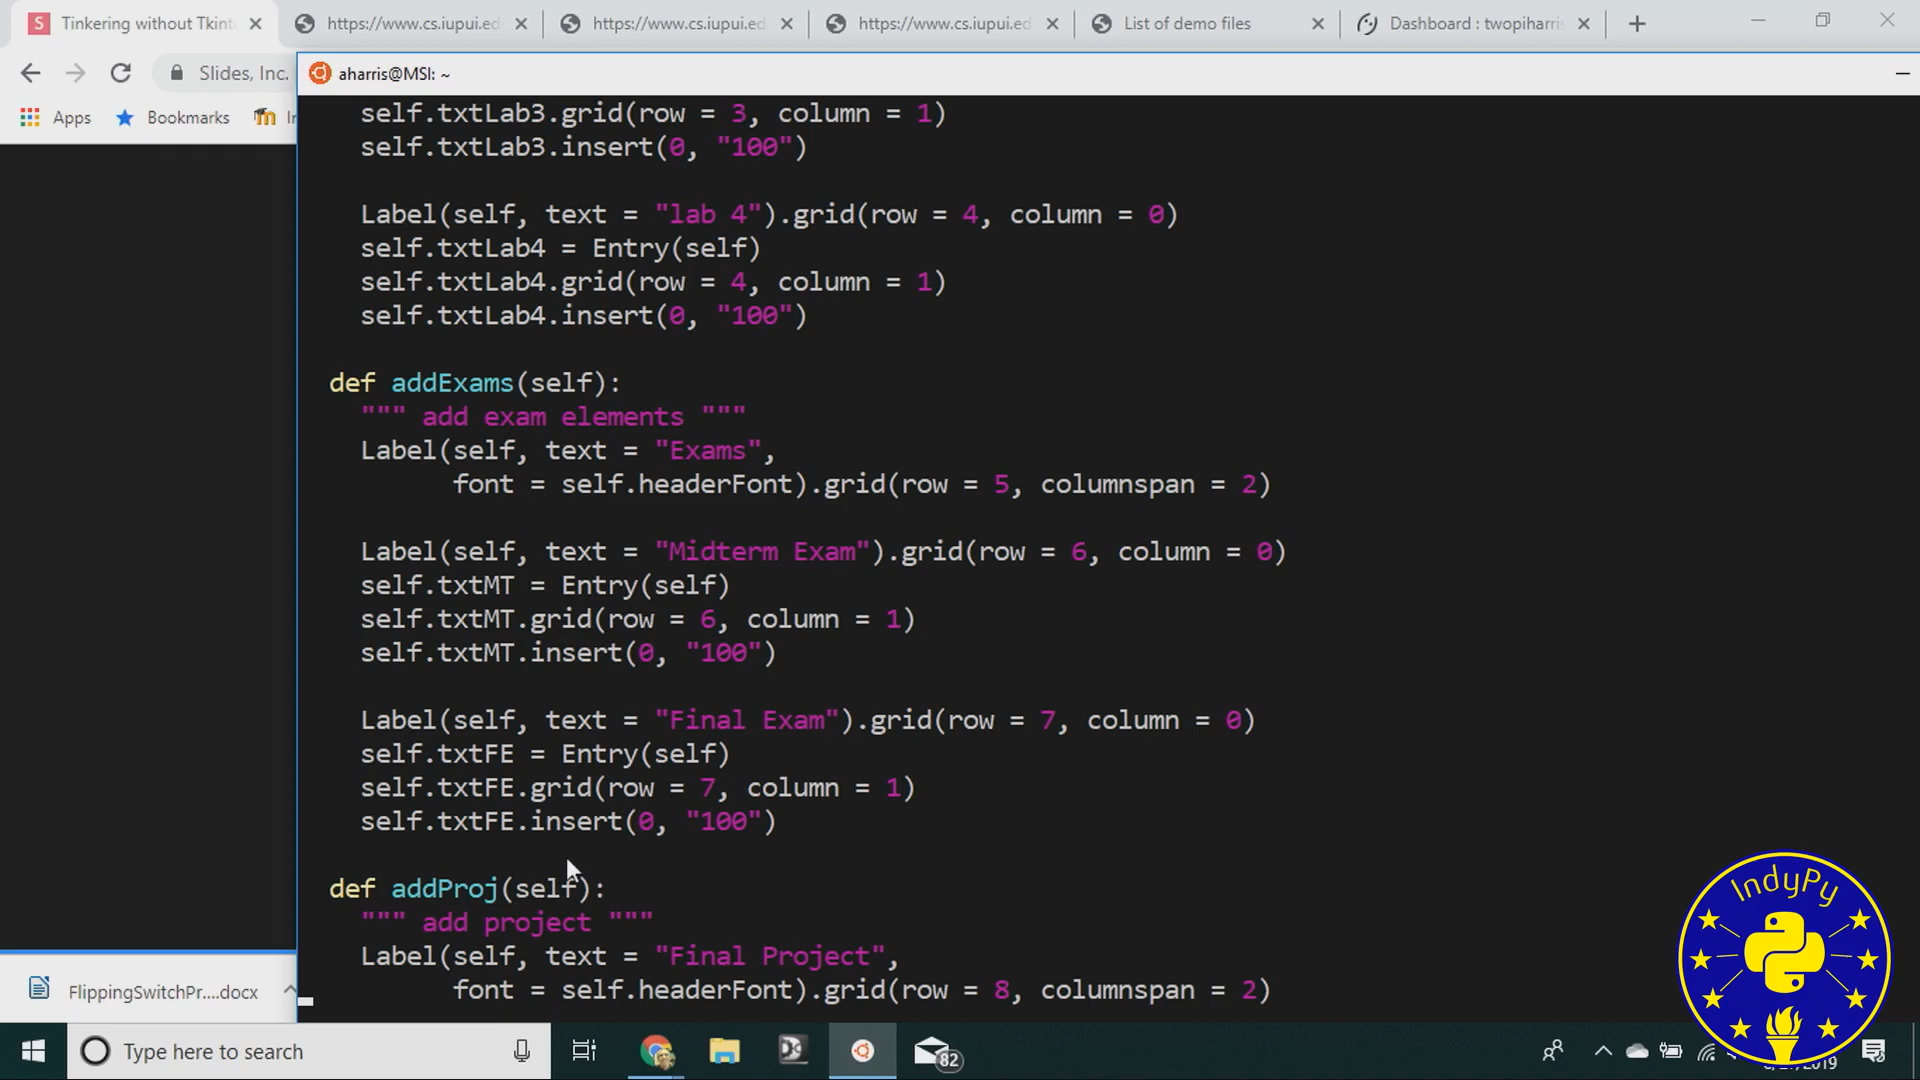 Tinkering without Tkint
https://www.cs.iupui.ed
https://www.cs.iupui.ed
https://www.cs.iupui.ed
List of demo files
Dashboard : twopiharris
Slides, Inc.
aharris@MSI: ~
Apps
Bookmarks
self.txtLab3.grid(row = 3, column = 1)
self.txtLab3.insert(0, "100")
Label(self, text = "lab 4").grid(row = 4, column = 0)
self.txtLab4 = Entry(self)
self.txtLab4.grid(row = 4, column = 1)
self.txtLab4.insert(0, "100")
def addExams(self):
""" add exam elements """
Label(self, text = "Exams",
font = self.headerFont).grid(row = 5, columnspan = 2)
Label(self, text = "Midterm Exam").grid(row = 6, column = 0)
self.txtMT = Entry(self)
self.txtMT.grid(row = 6, column = 1)
self.txtMT.insert(0, "100")
Label(self, text = "Final Exam").grid(row = 7, column = 0)
self.txtFE = Entry(self)
self.txtFE.grid(row = 7, column = 1)
self.txtFE.insert(0, "100")
def addProj(self):
""" add project """
Label(self, text = "Final Project",
font = self.headerFont).grid(row = 8, columnspan = 2)
IndyPy
FlippingSwitchPr....docx
Type here to search
82